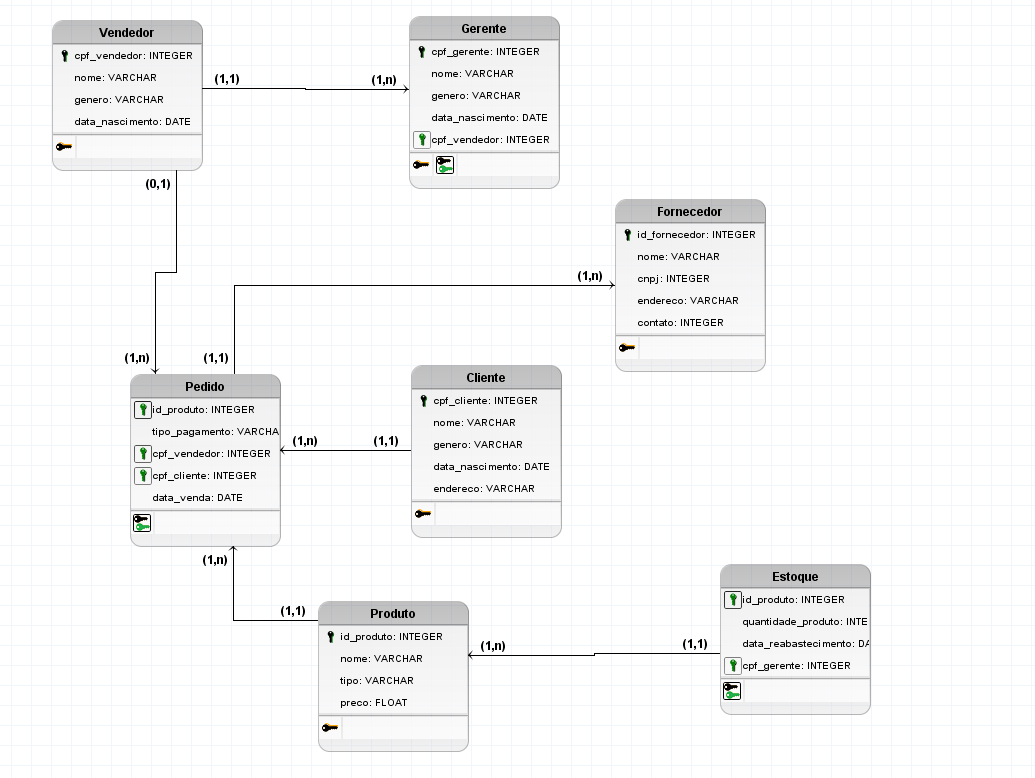 Vendedor
cpf_vendedor: INTEGER
nome: VARCHAR
genero: VARCHAR
data_nascimento: DATE
(1,1)
(1,n)
Gerente
cpf_gerente: INTEGER
nome: VARCHAR
genero: VARCHAR
data_nascimento: DATE
cpf_vendedor: INTEGER
(0,1)
(1,n)
Fornecedor
id_fornecedor: INTEGER
nome: VARCHAR
cnpj: INTEGER
endereco: VARCHAR
contato: INTEGER
(1,n)
(1,1)
Pedido
id_produto: INTEGER
tipo_pagamento: VARCHA
cpf_vendedor: INTEGER
cpf_cliente: INTEGER
data_venda: DATE
(1,n)
(1,1)
Cliente
cpf_cliente: INTEGER
nome: VARCHAR
genero: VARCHAR
data_nascimento: DATE
endereco: VARCHAR
(1,n)
(1,1)
Produto
id_produto: INTEGER
nome: VARCHAR
tipo: VARCHAR
preco: FLOAT
(1,n)
(1,1)
Estoque
id_produto: INTEGER
quantidade_produto: INTE
data_reabastecimento: DA
cpf_gerente: INTEGER